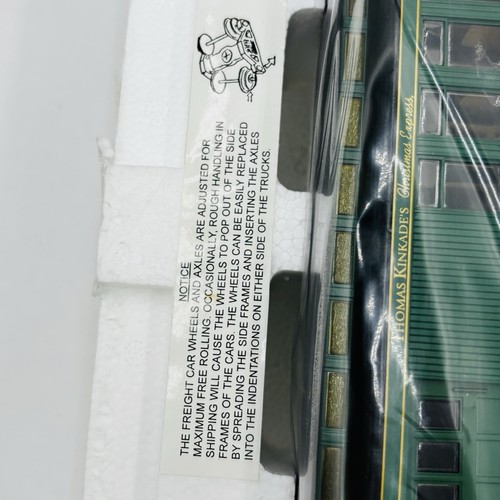 NOTICE
THE FREIGHT CAR WHEELS AND AXLES ARE ADJUSTED FOR
MAXIMUM FREE ROLLING. OCCASIONALLY, ROUGH HANDLING IN
SHIPPING WILL CAUSE THE WHEELS TO POP OUT OF THE SIDE
FRAMES OF THE CARS. THE WHEELS CAN BE EASILY REPLACED
BY SPREADING THE SIDE FRAMES AND INSERTING THE AXLES
INTO THE INDENTATIONS ON EITHER SIDE OF THE TRUCKS.
THOMAS KINKADE'S Christmas Express